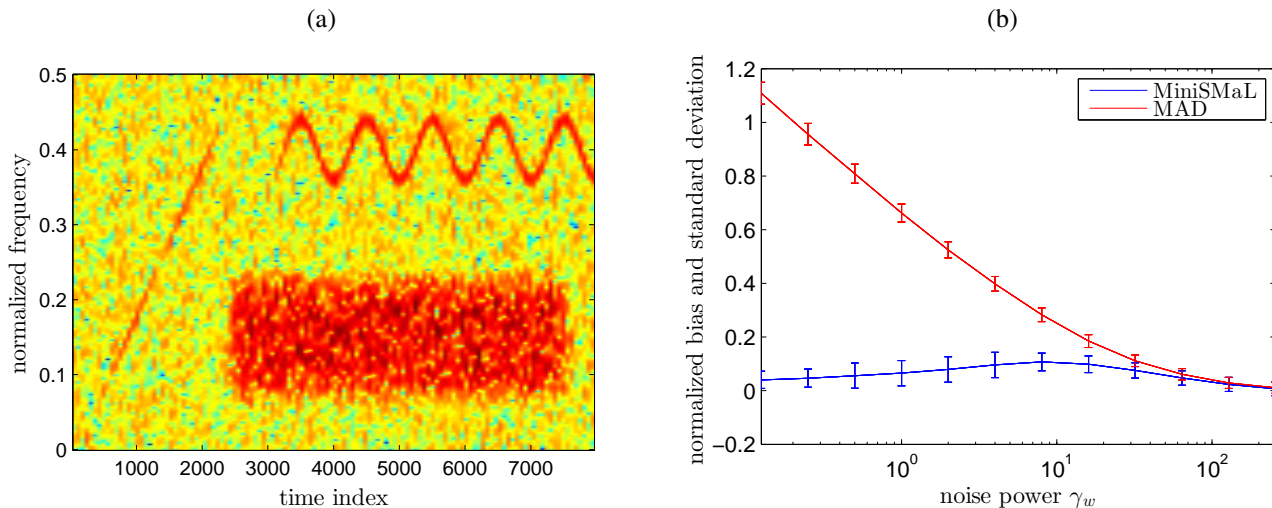 (a)
0.5
0.4
0.3
0.2
0.1
0
1000 2000 3000 4000 5000 6000 7000
normalized frequency
time index
(b)
1.2
1
0.8
0.6
0.4
0.2
0
−0.2
10^0 10^1 10^2
normalized bias and standard deviation
noise power γ_w
MiniSMaL
MAD